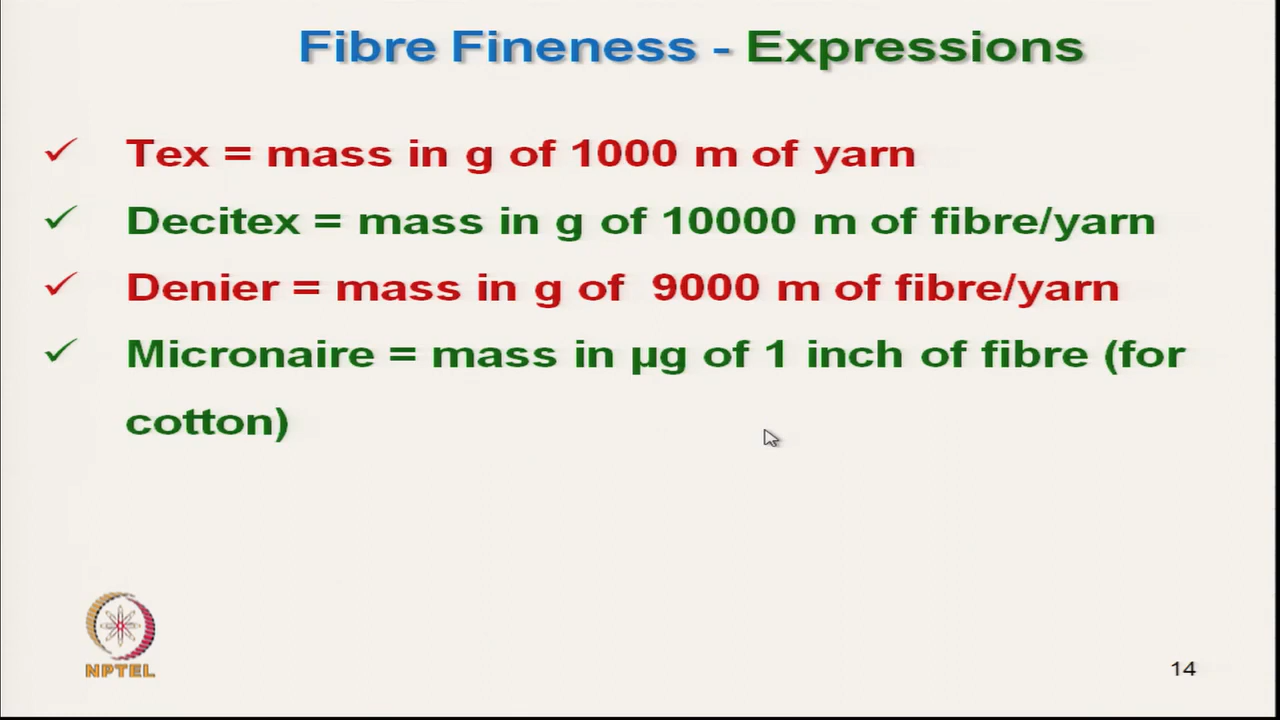 Fibre Fineness - Expressions
✓ Tex = mass in g of 1000 m of yarn
✓ Decitex = mass in g of 10000 m of fibre/yarn
✓ Denier = mass in g of 9000 m of fibre/yarn
✓ Micronaire = mass in µg of 1 inch of fibre (for
cotton)
NPTEL
14